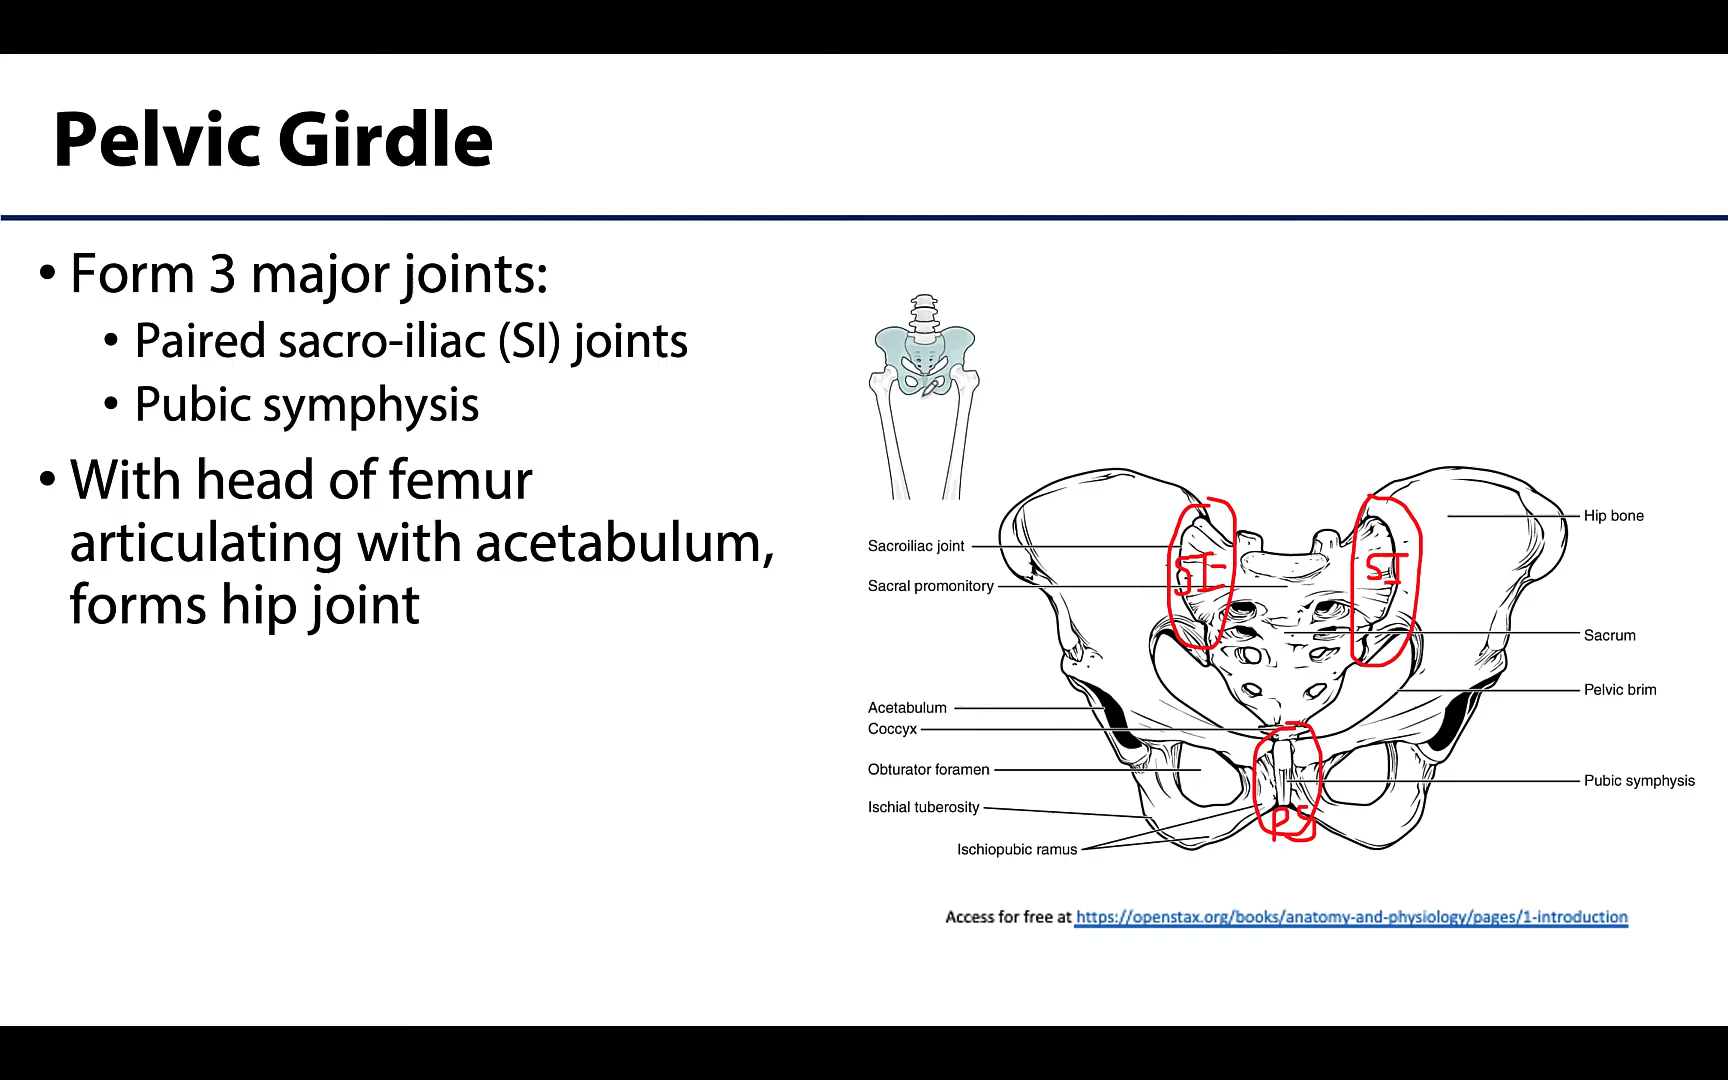 Pelvic Girdle
• Form 3 major joints:
• Paired sacro-iliac (SI) joints
• Pubic symphysis
• With head of femur
articulating with acetabulum,
forms hip joint
Hip bone
Sacroiliac joint
SI
SI
Sacral promonitory
Sacrum
Pelvic brim
Acetabulum
Coccyx
Obturator foramen
Pubic symphysis
Ischial tuberosity
PS
Ischiopubic ramus
Access for free at https://openstax.org/books/anatomy-and-physiology/pages/1-introduction